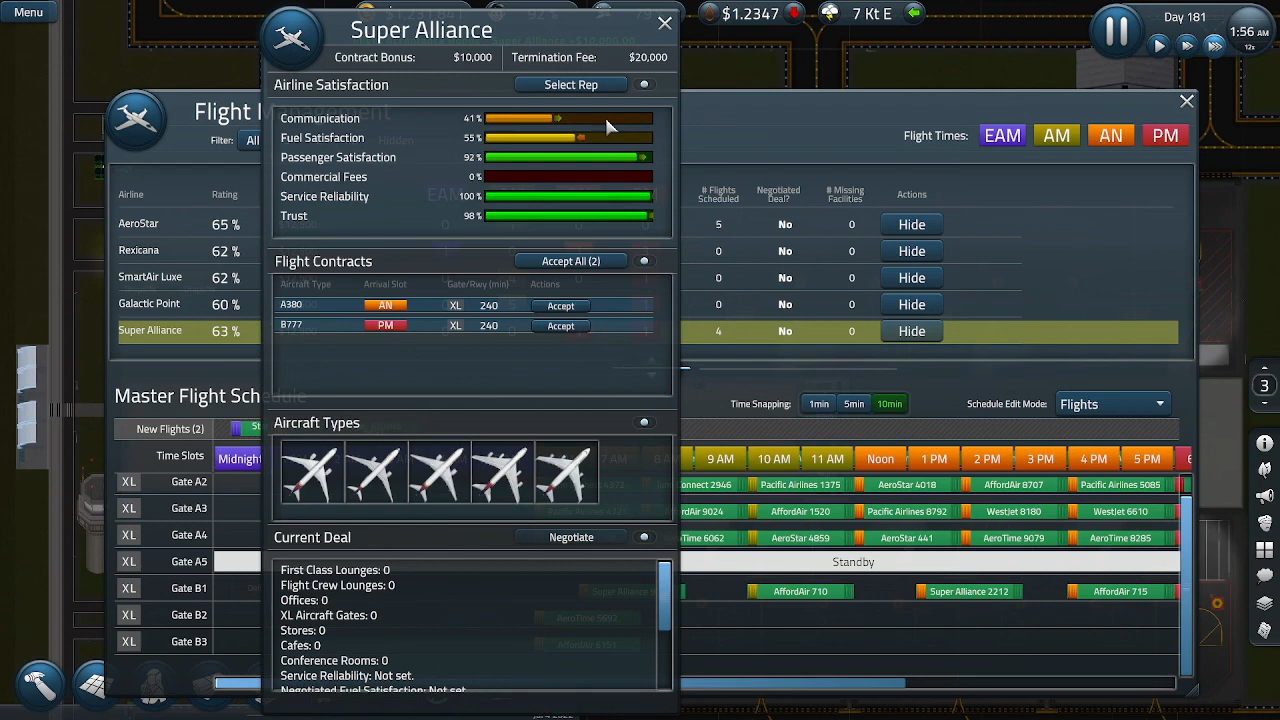 Menu
$1.2347
7 Kt E
Day 181
1:56 AM
12x
3
Super Alliance
Contract Bonus: $10,000
Termination Fee: $20,000
Airline Satisfaction
Select Rep
Communication 41%
Fuel Satisfaction 55%
Passenger Satisfaction 92%
Commercial Fees 0%
Service Reliability 100%
Trust 98%
Flight Contracts
Accept All (2)
Aircraft Type Arrival Slot Gate/Rwy (min) Actions
A380 AN XL 240 Accept
B777 PM XL 240 Accept
Aircraft Types
Current Deal
Negotiate
First Class Lounges: 0
Flight Crew Lounges: 0
Offices: 0
XL Aircraft Gates: 0
Stores: 0
Cafes: 0
Conference Rooms: 0
Service Reliability: Not set.
Negotiated Fuel Satisfaction: Not set
Flight Management
Filter: All Hidden
Flight Times: EAM AM AN PM
Airline Rating # Flights Scheduled Negotiated Deal? # Missing Facilities Actions
AeroStar 65 % 5 No 0 Hide
Rexicana 62 % 0 No 0 Hide
SmartAir Luxe 62 % 0 No 0 Hide
Galactic Point 60 % 0 No 0 Hide
Super Alliance 63 % 4 No 0 Hide
Master Flight Schedule
Time Snapping: 1min 5min 10min
Schedule Edit Mode: Flights
New Flights (2)
Time Slots Midnight 9 AM 10 AM 11 AM Noon 1 PM 2 PM 3 PM 4 PM 5 PM
XL Gate A2 Pacific Airlines 1375 AeroStar 4018 AffordAir 8707 Pacific Airlines 5085
XL Gate A3 AffordAir 1520 Pacific Airlines 8792 WestJet 8180 WestJet 6610
XL Gate A4 AeroStar 4859 AeroStar 441 AeroTime 9079 AeroTime 8285
XL Gate A5 Standby
XL Gate B1 AffordAir 710 Super Alliance 2212 AffordAir 715
XL Gate B2
XL Gate B3